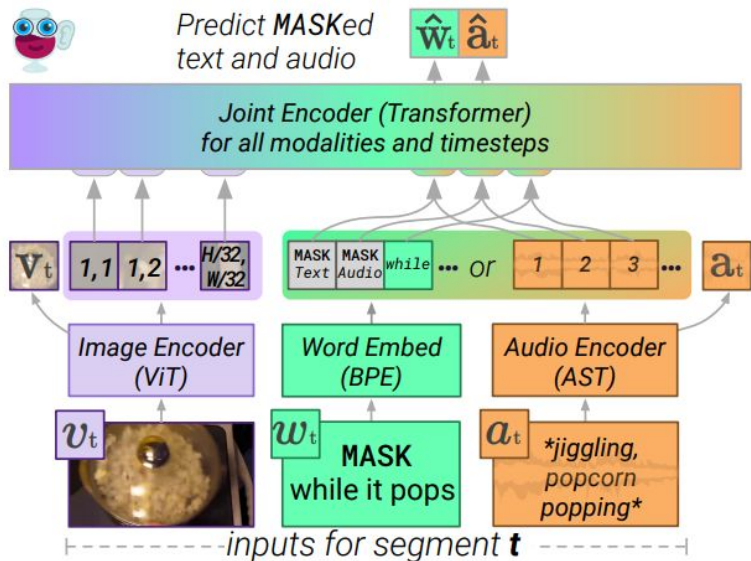 Predict MASKed
text and audio
ŵt ât
Joint Encoder (Transformer)
for all modalities and timesteps
vt
1,1 1,2 ••• H/32, W/32
MASK Text MASK Audio while ••• or 1 2 3 •••
at
Image Encoder
(ViT)
Word Embed
(BPE)
Audio Encoder
(AST)
vt
wt
MASK
while it pops
at
*jiggling,
popcorn
popping*
inputs for segment t